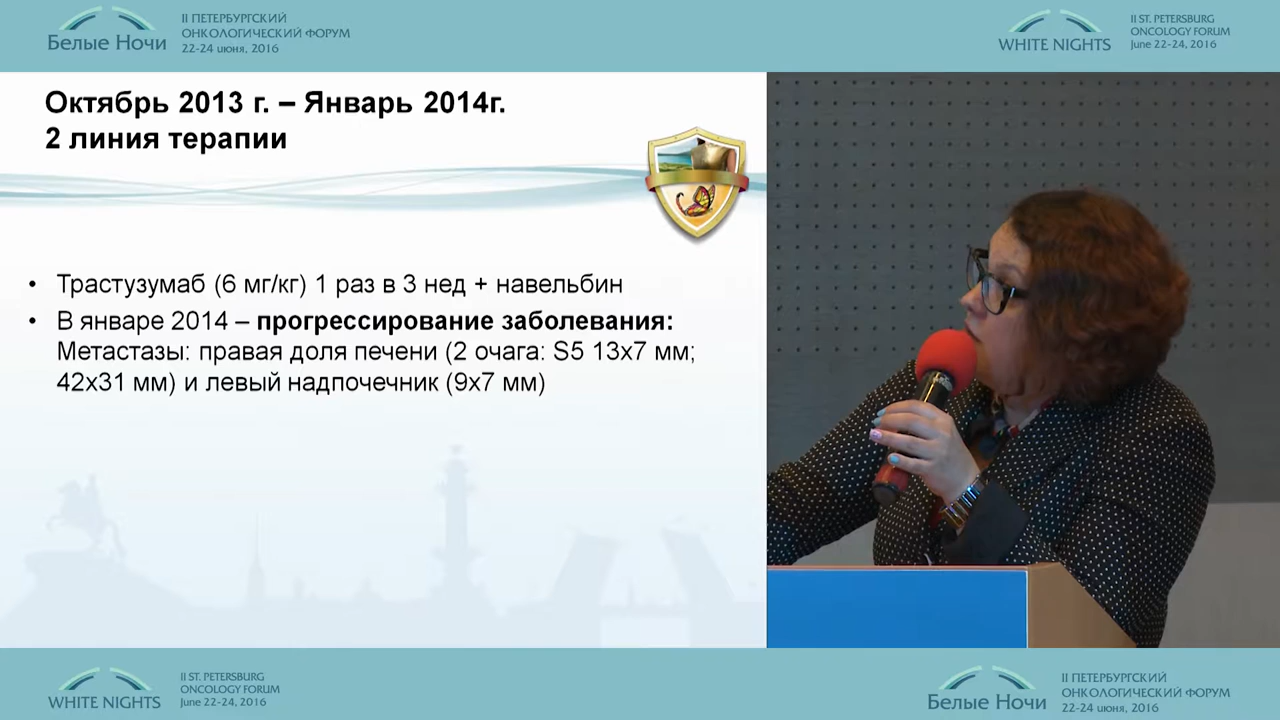 Белые Ночи
II ПЕТЕРБУРГСКИЙ
ОНКОЛОГИЧЕСКИЙ ФОРУМ
22-24 июня, 2016
WHITE NIGHTS
II ST. PETERSBURG
ONCOLOGY FORUM
June 22-24, 2016
Октябрь 2013 г. – Январь 2014г.
2 линия терапии
• Трастузумаб (6 мг/кг) 1 раз в 3 нед + навельбин
• В январе 2014 – прогрессирование заболевания:
Метастазы: правая доля печени (2 очага: S5 13х7 мм;
42х31 мм) и левый надпочечник (9х7 мм)
WHITE NIGHTS
II ST. PETERSBURG
ONCOLOGY FORUM
June 22-24, 2016
Белые Ночи
II ПЕТЕРБУРГСКИЙ
ОНКОЛОГИЧЕСКИЙ ФОРУМ
22-24 июня, 2016